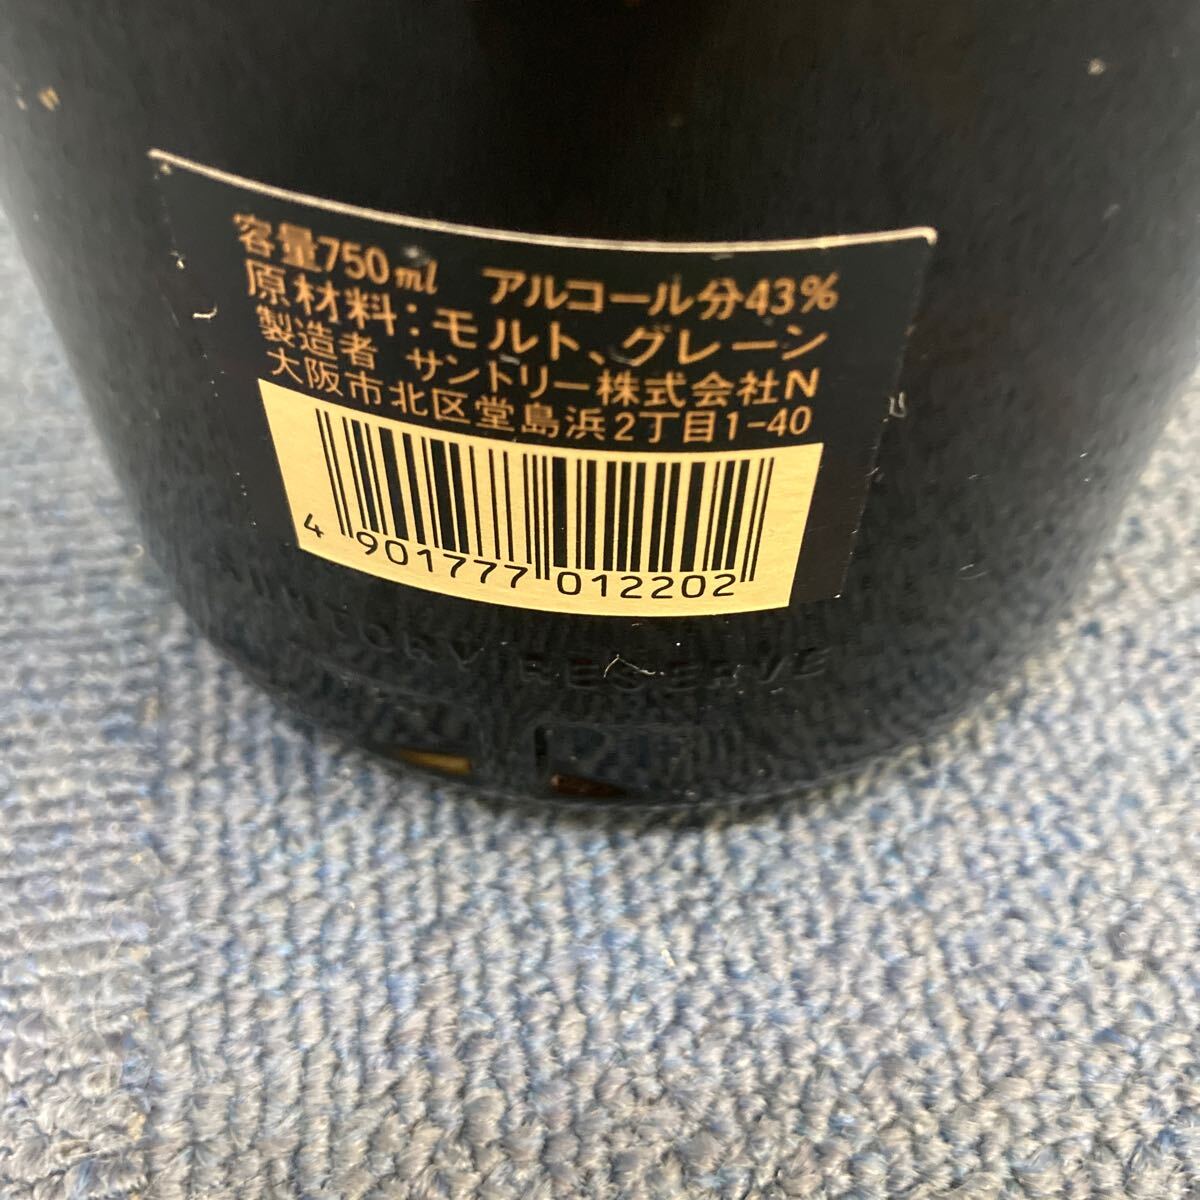 容量750ml アルコール分43%
原材料:モルト、グレーン
製造者 サントリー株式会社N
大阪市北区堂島浜2丁目1-40
4 901777 012202
SUNTORY RESERVE